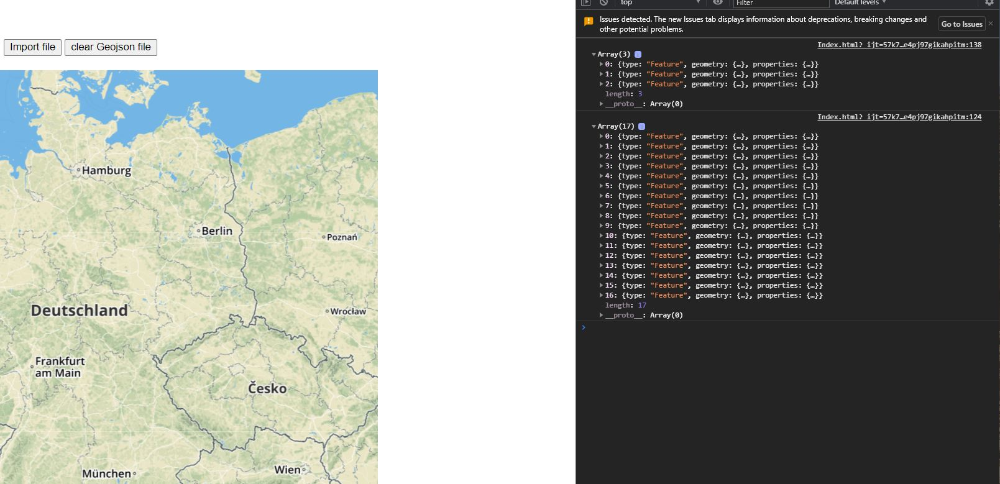 top
Filter
Default levels
Issues detected. The new Issues tab displays information about deprecations, breaking changes and
other potential problems.
Go to Issues
Import file
clear Geojson file
Hamburg
Berlin
Poznań
Deutschland
Wrocław
Frankfurt
am Main
Česko
München
Wien
Index.html?_ijt=57k7…e4pj97gikahpitm:138
Array(3)
0: {type: "Feature", geometry: {…}, properties: {…}}
1: {type: "Feature", geometry: {…}, properties: {…}}
2: {type: "Feature", geometry: {…}, properties: {…}}
length: 3
__proto__: Array(0)
Index.html?_ijt=57k7…e4pj97gikahpitm:124
Array(17)
0: {type: "Feature", geometry: {…}, properties: {…}}
1: {type: "Feature", geometry: {…}, properties: {…}}
2: {type: "Feature", geometry: {…}, properties: {…}}
3: {type: "Feature", geometry: {…}, properties: {…}}
4: {type: "Feature", geometry: {…}, properties: {…}}
5: {type: "Feature", geometry: {…}, properties: {…}}
6: {type: "Feature", geometry: {…}, properties: {…}}
7: {type: "Feature", geometry: {…}, properties: {…}}
8: {type: "Feature", geometry: {…}, properties: {…}}
9: {type: "Feature", geometry: {…}, properties: {…}}
10: {type: "Feature", geometry: {…}, properties: {…}}
11: {type: "Feature", geometry: {…}, properties: {…}}
12: {type: "Feature", geometry: {…}, properties: {…}}
13: {type: "Feature", geometry: {…}, properties: {…}}
14: {type: "Feature", geometry: {…}, properties: {…}}
15: {type: "Feature", geometry: {…}, properties: {…}}
16: {type: "Feature", geometry: {…}, properties: {…}}
length: 17
__proto__: Array(0)